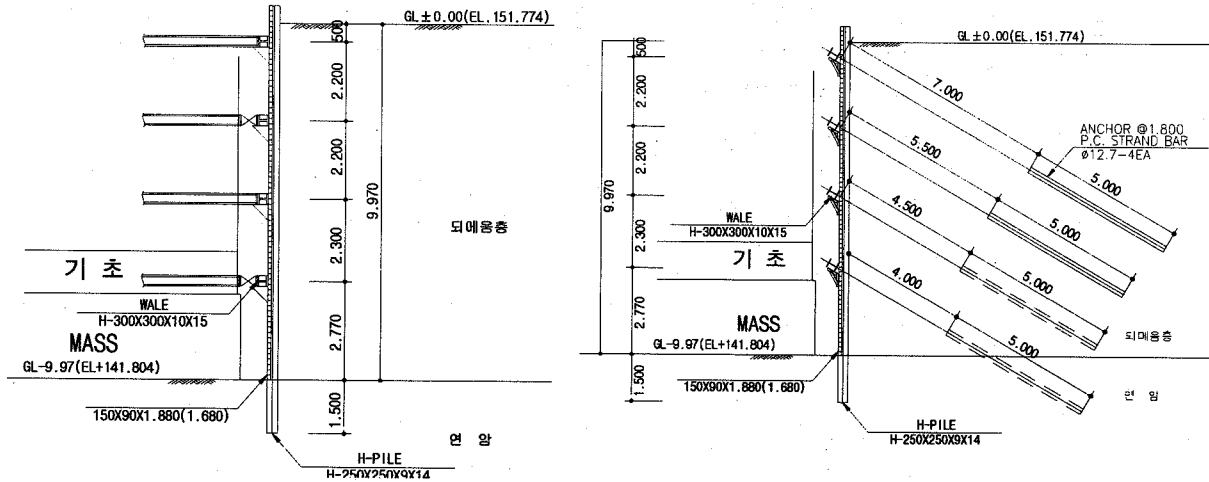 GL±0.00(EL.151.774)
500
2.200
2.200
2.300
2.770
1.500
9.970
되메움층
기 초
WALE
H-300X300X10X15
MASS
GL-9.97(EL+141.804)
150X90X1.880(1.680)
연 암
H-PILE
H-250X250X9X14
GL±0.00(EL.151.774)
500
2.200
2.200
2.300
2.770
1.500
9.970
7.000
ANCHOR @1.800
P.C. STRAND BAR
ø12.7-4EA
5.000
5.500
5.000
4.500
5.000
4.000
5.000
WALE
H-300X300X10X15
기 초
MASS
GL-9.97(EL+141.804)
되메움층
150X90X1.880(1.680)
연 암
H-PILE
H-250X250X9X14